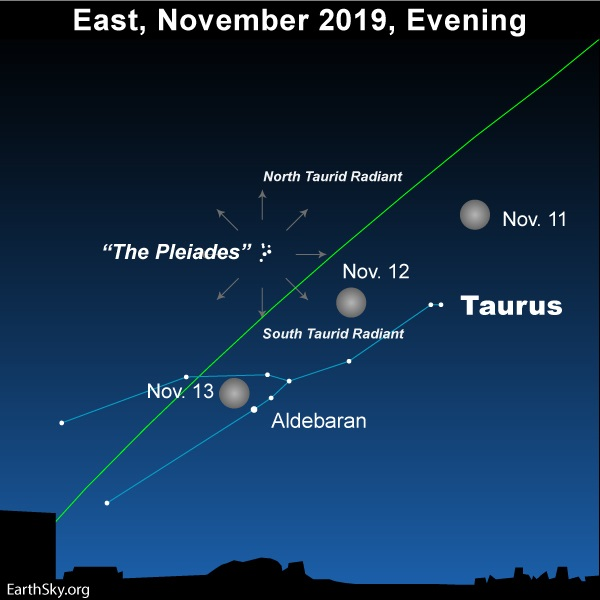 East, November 2019, Evening
North Taurid Radiant
Nov. 11
“The Pleiades”
Nov. 12
Taurus
South Taurid Radiant
Nov. 13
Aldebaran
EarthSky.org